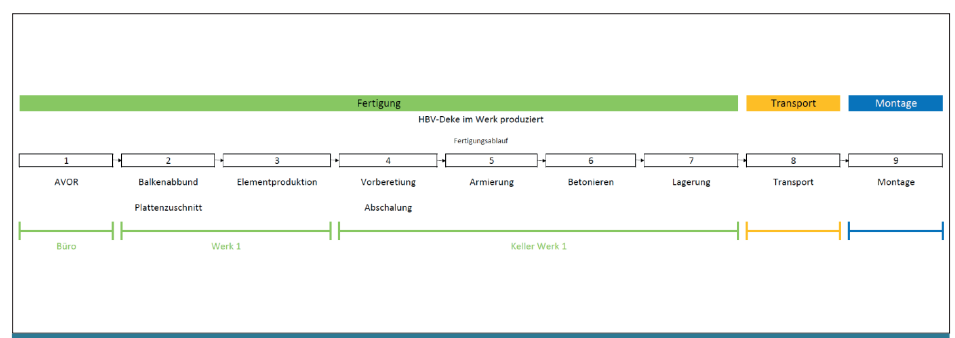 Fertigung Transport Montage
HBV-Deke im Werk produziert
Fertigungsablauf
1 2 3 4 5 6 7 8 9
AVOR Balkenabbund Elementproduktion Vorberetiung Armierung Betonieren Lagerung Transport Montage
Plattenzuschnitt Abschalung
Büro Werk 1 Keller Werk 1